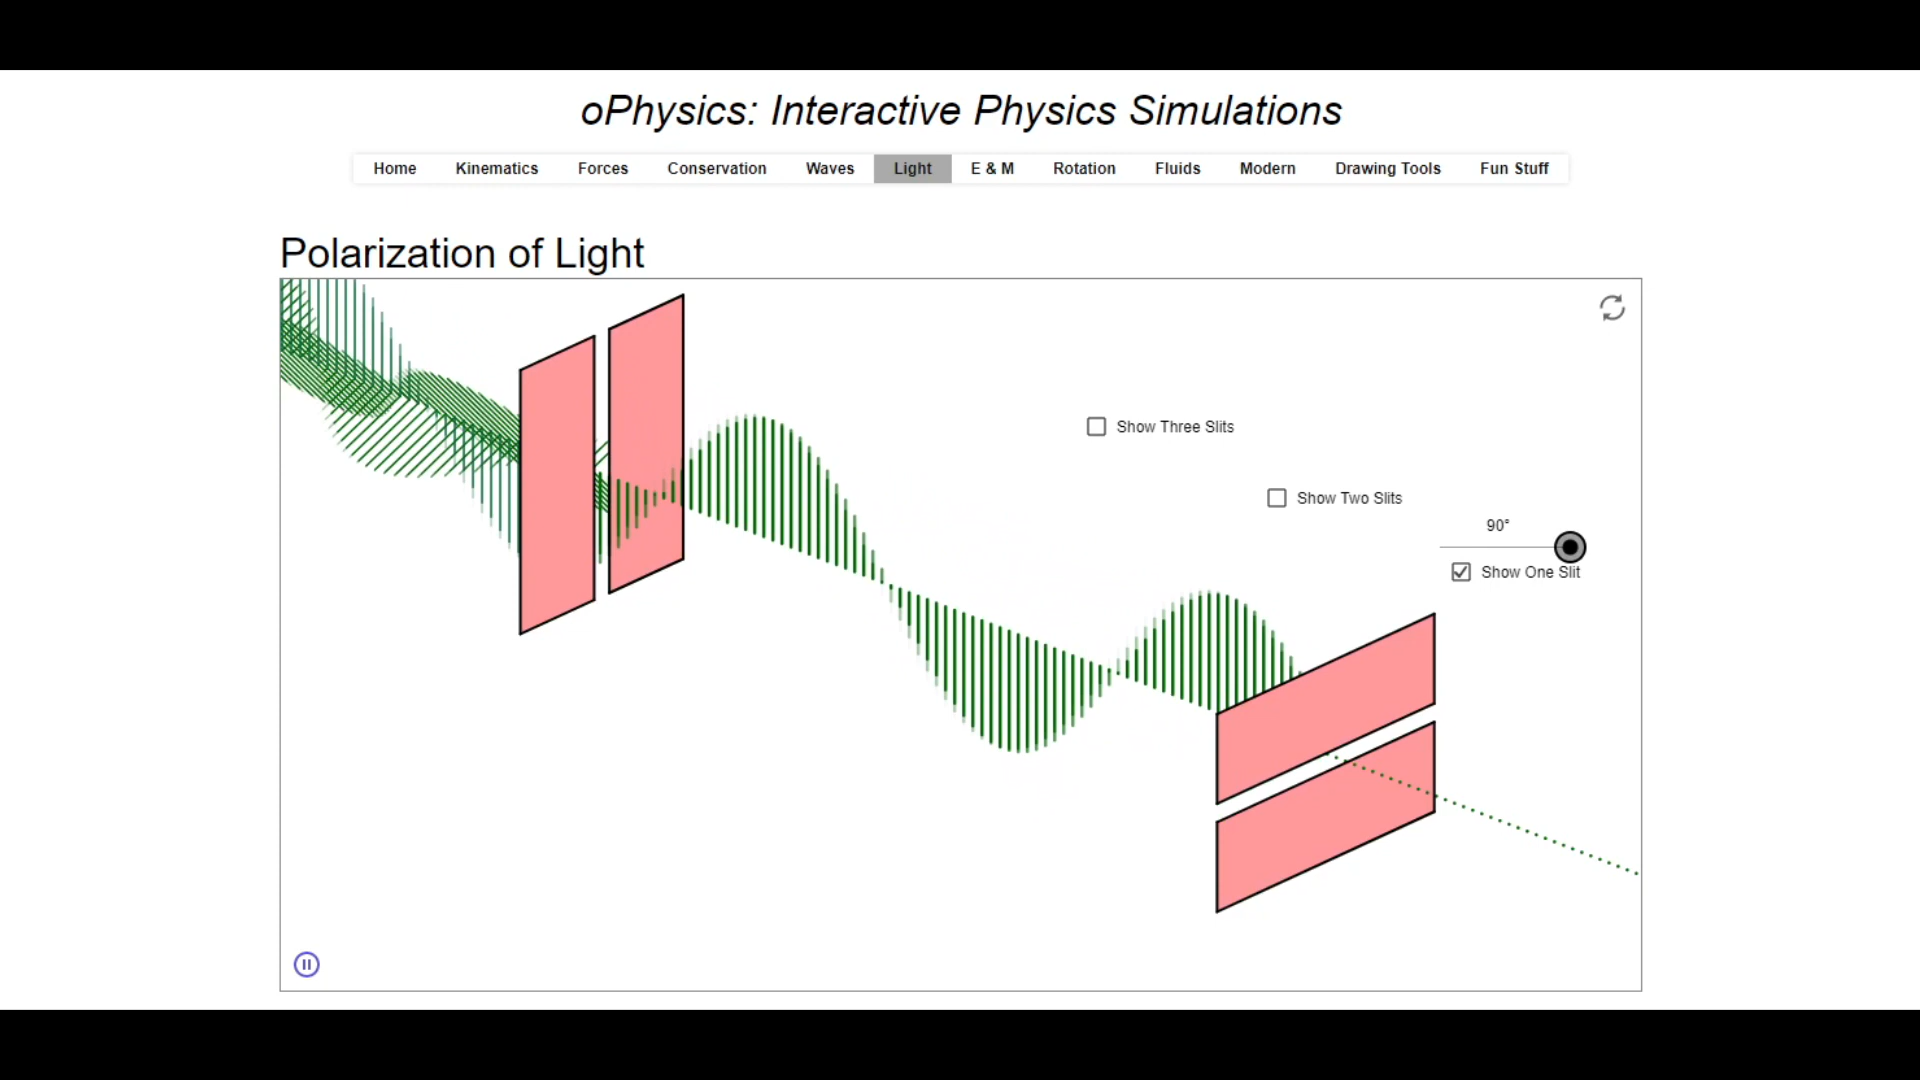 oPhysics: Interactive Physics Simulations
Home Kinematics Forces Conservation Waves Light E & M Rotation Fluids Modern Drawing Tools Fun Stuff
Polarization of Light
Show Three Slits
Show Two Slits
90°
Show One Slit